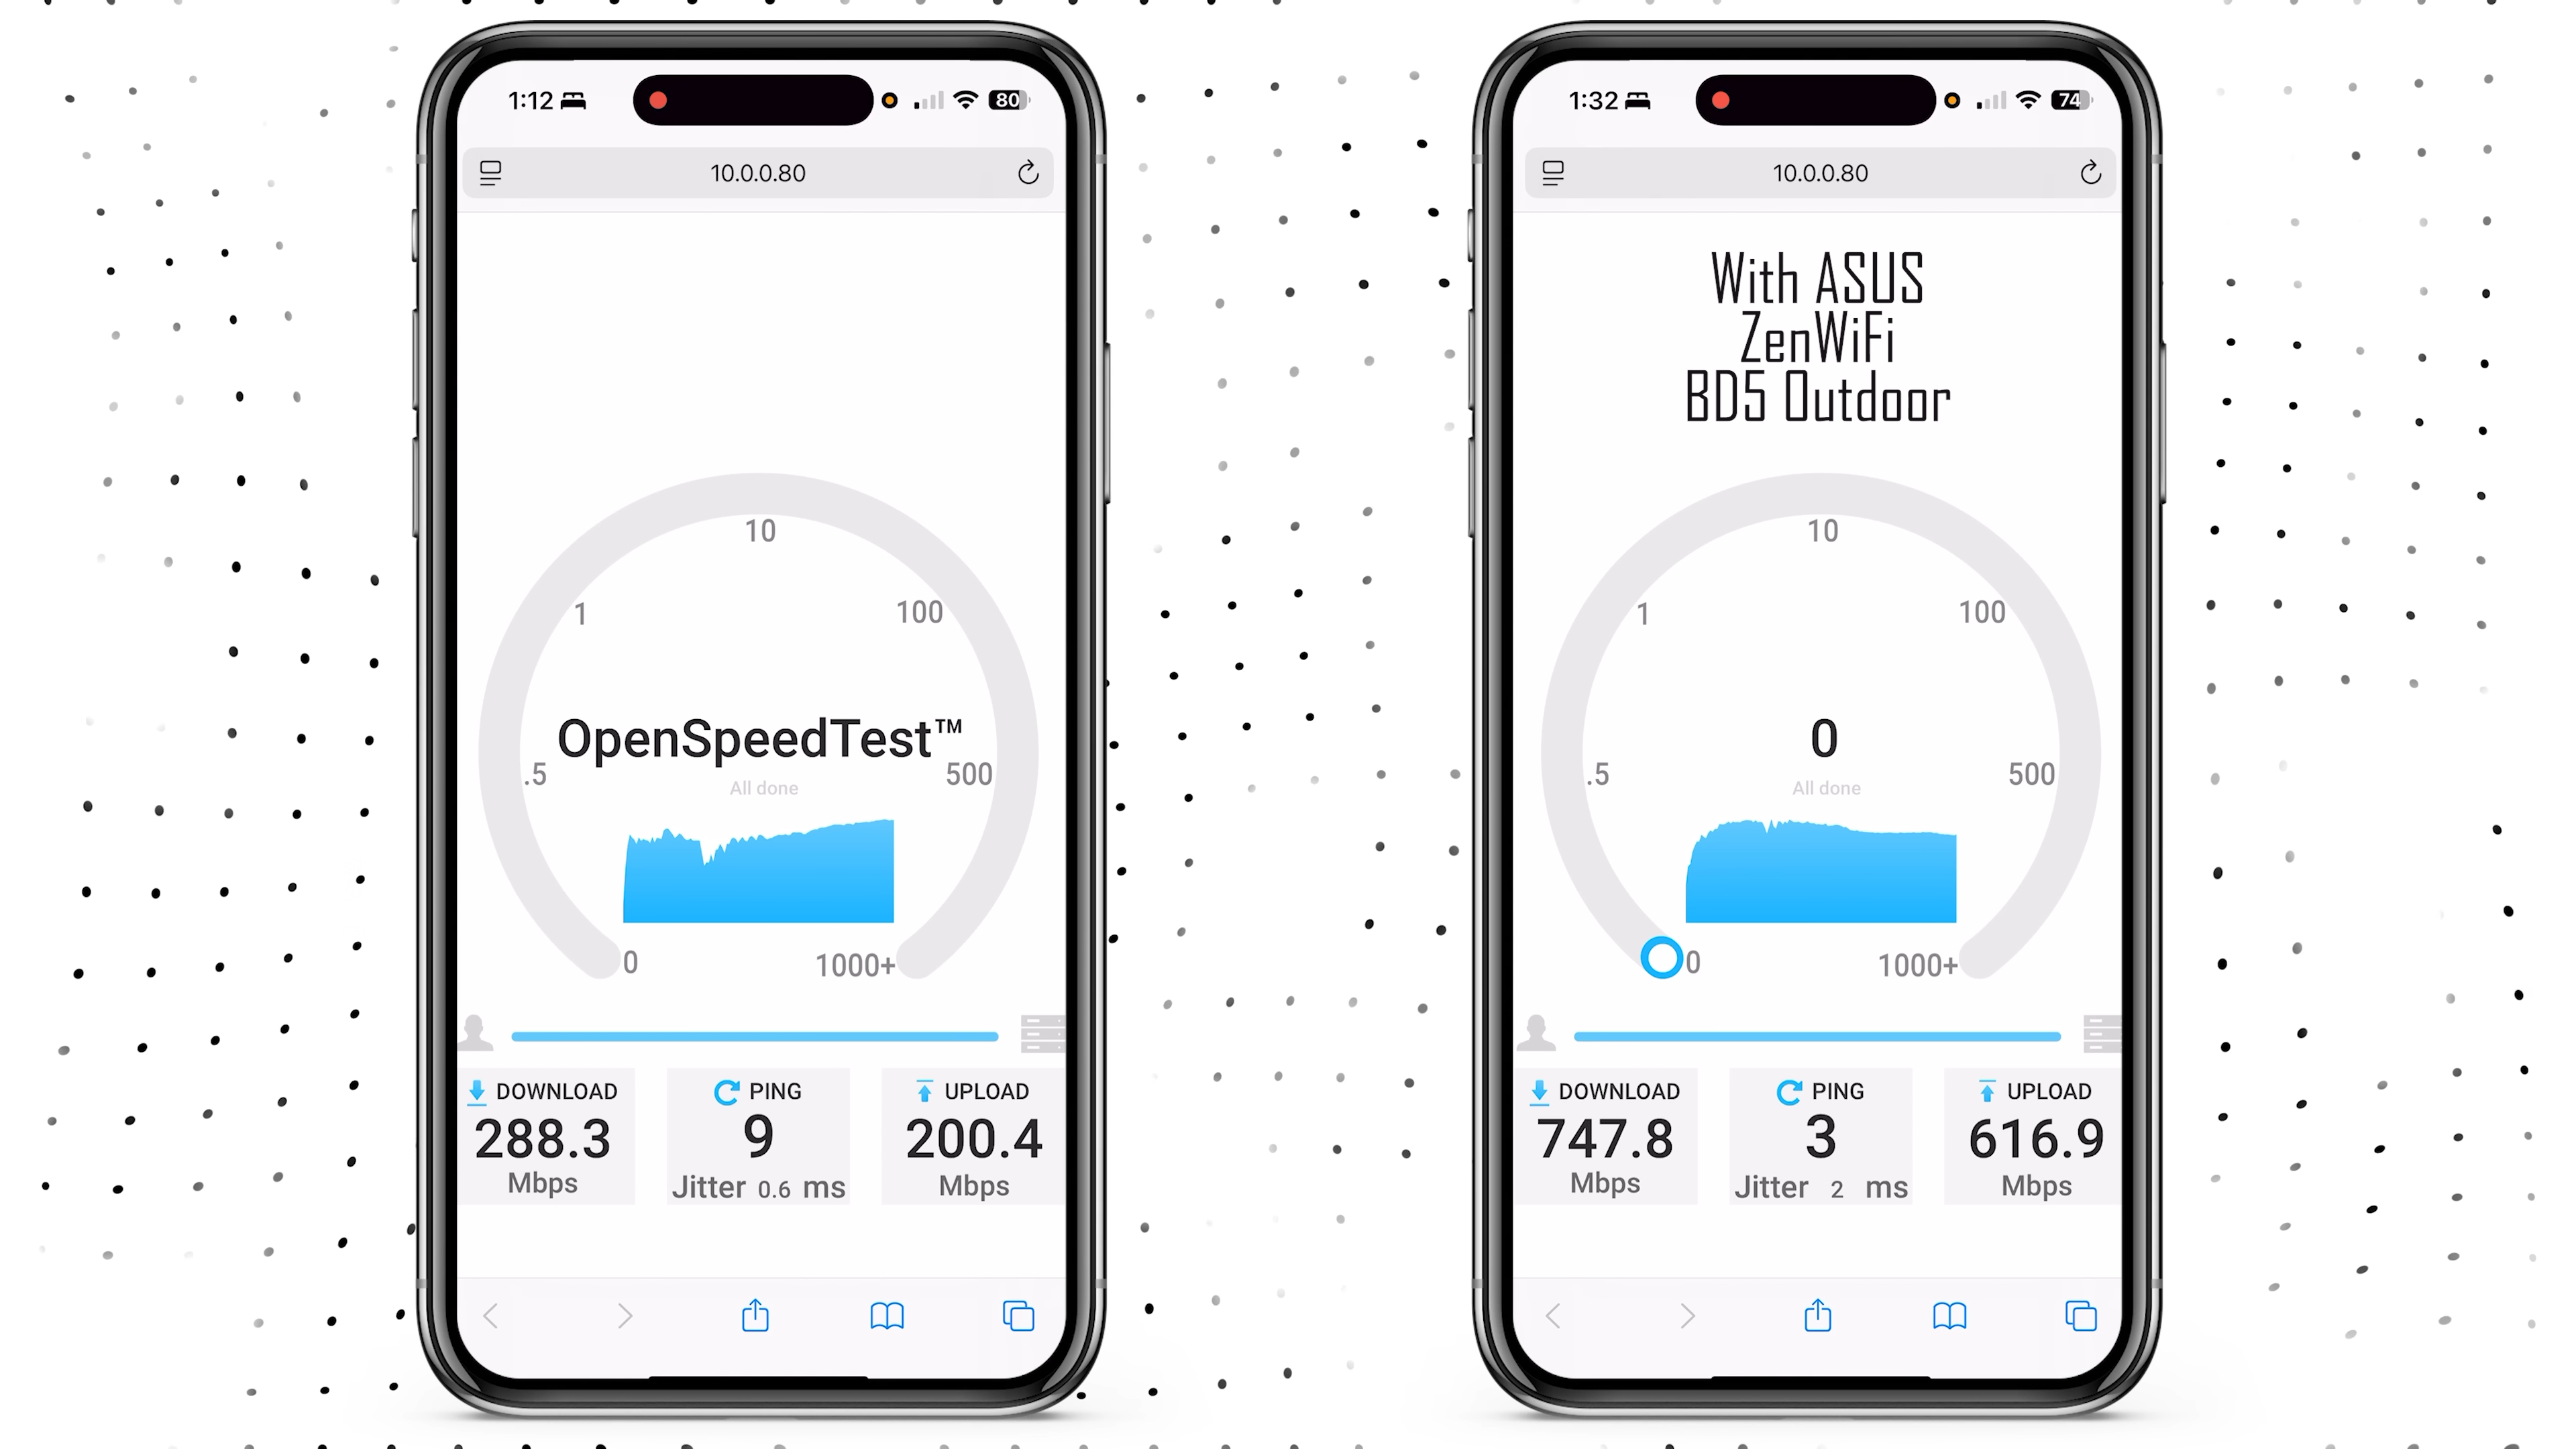 1:12
80
10.0.0.80
10
1
100
OpenSpeedTest™
.5
500
All done
0
1000+
DOWNLOAD
288.3
Mbps
PING
9
Jitter 0.6 ms
UPLOAD
200.4
Mbps
1:32
74
10.0.0.80
With ASUS
ZenWiFi
BD5 Outdoor
10
1
100
0
.5
500
All done
0
1000+
DOWNLOAD
747.8
Mbps
PING
3
Jitter 2 ms
UPLOAD
616.9
Mbps